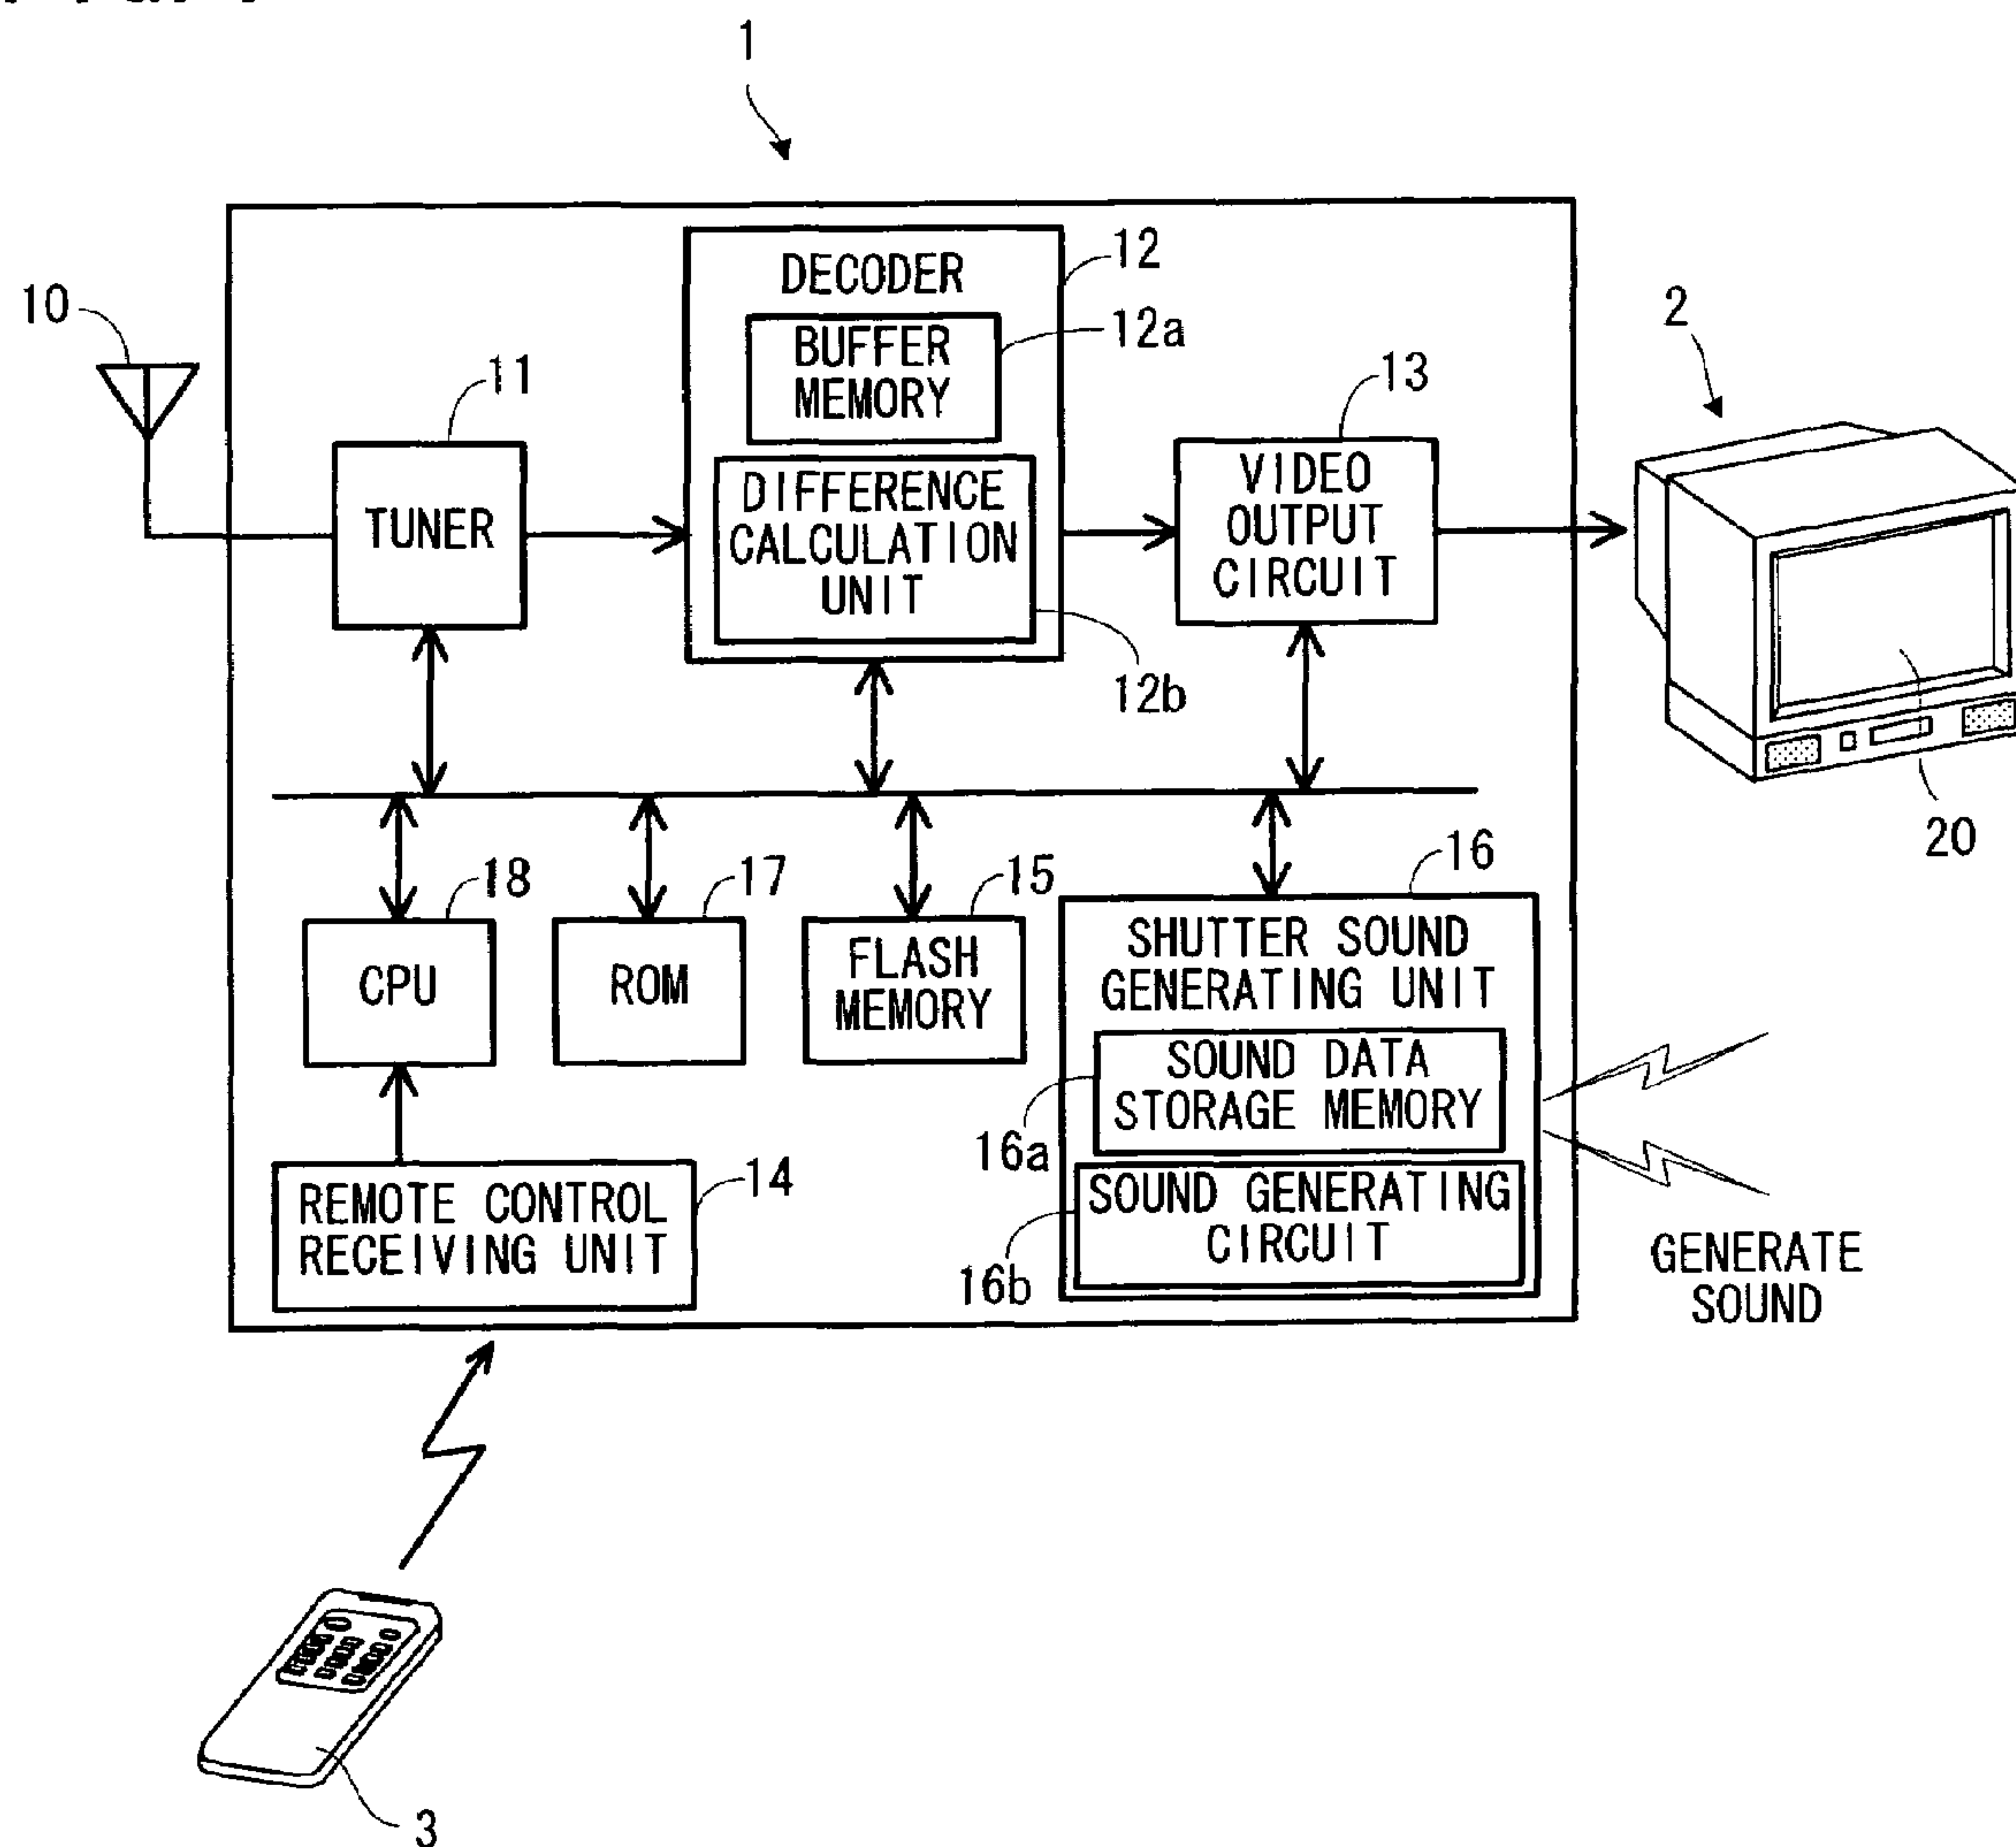 1
DECODER
12
10
BUFFER
MEMORY
12a
2
11
13
TUNER
DIFFERENCE
CALCULATION
UNIT
VIDEO
OUTPUT
CIRCUIT
12b
20
18
17
15
16
CPU
ROM
FLASH
MEMORY
SHUTTER SOUND
GENERATING UNIT
SOUND DATA
STORAGE MEMORY
16a
14
REMOTE CONTROL
RECEIVING UNIT
SOUND GENERATING
CIRCUIT
16b
GENERATE
SOUND
3